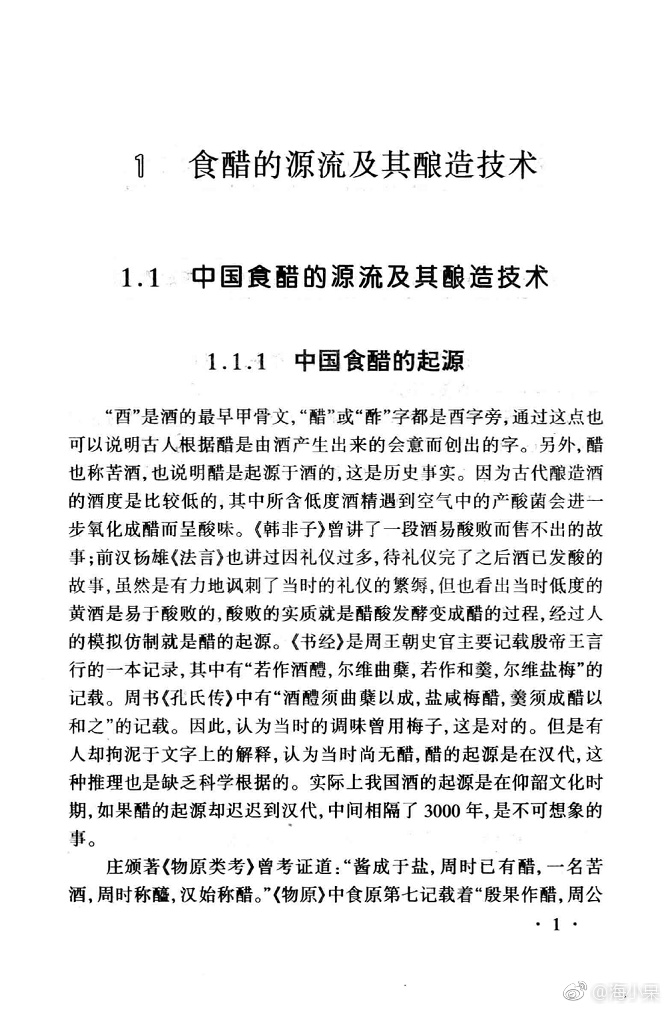 1 食醋的源流及其酿造技术
1.1 中国食醋的源流及其酿造技术
1.1.1 中国食醋的起源
“酉”是酒的最早甲骨文,“醋”或“酢”字都是酉字旁,通过这点也
可以说明古人根据醋是由酒产生出来的会意而创出的字。另外,醋
也称苦酒,也说明醋是起源于酒的,这是历史事实。因为古代酿造酒
的酒度是比较低的,其中所含低度酒精遇到空气中的产酸菌会进一
步氧化成醋而呈酸味。《韩非子》曾讲了一段酒易酸败而售不出的故
事;前汉杨雄《法言》也讲过因礼仪过多,待礼仪完了之后酒已发酸的
故事,虽然是有力地讽刺了当时的礼仪的繁缛,但也看出当时低度的
黄酒是易于酸败的,酸败的实质就是醋酸发酵变成醋的过程,经过人
的模拟仿制就是醋的起源。《书经》是周王朝史官主要记载殷帝王言
行的一本记录,其中有“若作酒醴,尔维曲糵,若作和羹,尔维盐梅”的
记载。周书《孔氏传》中有“酒醴须曲糵以成,盐咸梅醋,羹须成醋以
和之”的记载。因此,认为当时的调味曾用梅子,这是对的。但是有
人却拘泥于文字上的解释,认为当时尚无醋,醋的起源是在汉代,这
种推理也是缺乏科学根据的。实际上我国酒的起源是在仰韶文化时
期,如果醋的起源却迟迟到汉代,中间相隔了 3000 年,是不可想象的
事。
庄颁著《物原类考》曾考证道:“酱成于盐,周时已有醋,一名苦
酒,周时称醯,汉始称醋。”《物原》中食原第七记载着“殷果作醋,周公
· 1 ·
@海小呆